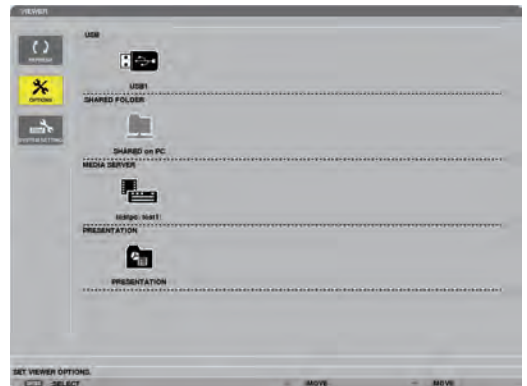 VIEWER
USB
REFRESH
USB1
OPTIONS
SHARED FOLDER
SHARED on PC
MEDIA SERVER
PRESENTATION
PRESENTATION
SET VIEWER OPTIONS.
SELECT MOVE MOVE